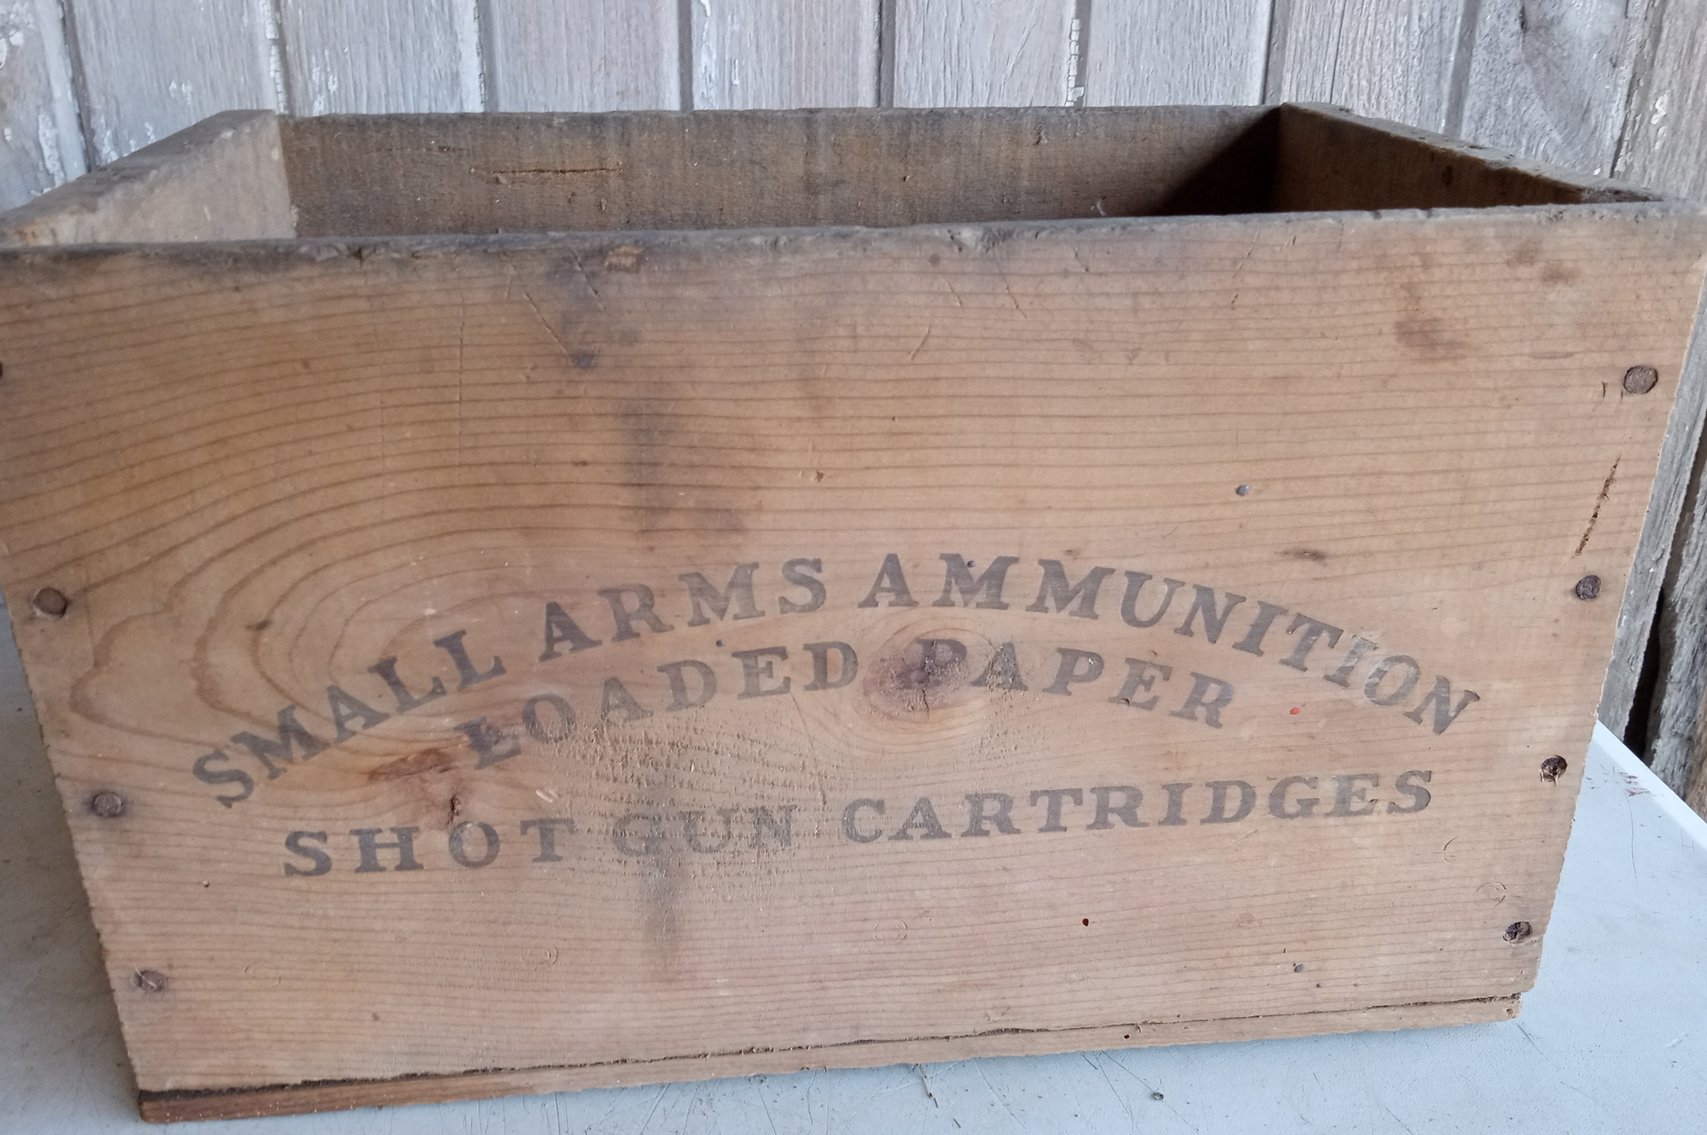 SMALL ARMS AMMUNITION
LOADED PAPER
SHOT GUN CARTRIDGES